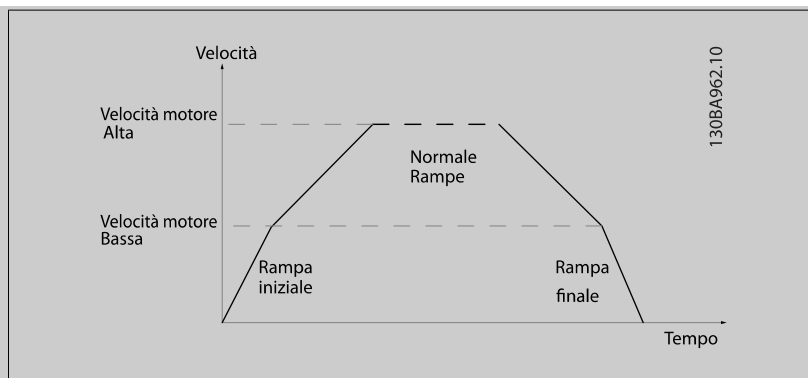 Velocità
130BA962.10
Velocità motore
Alta
Normale
Rampe
Velocità motore
Bassa
Rampa
iniziale
Rampa
finale
Tempo